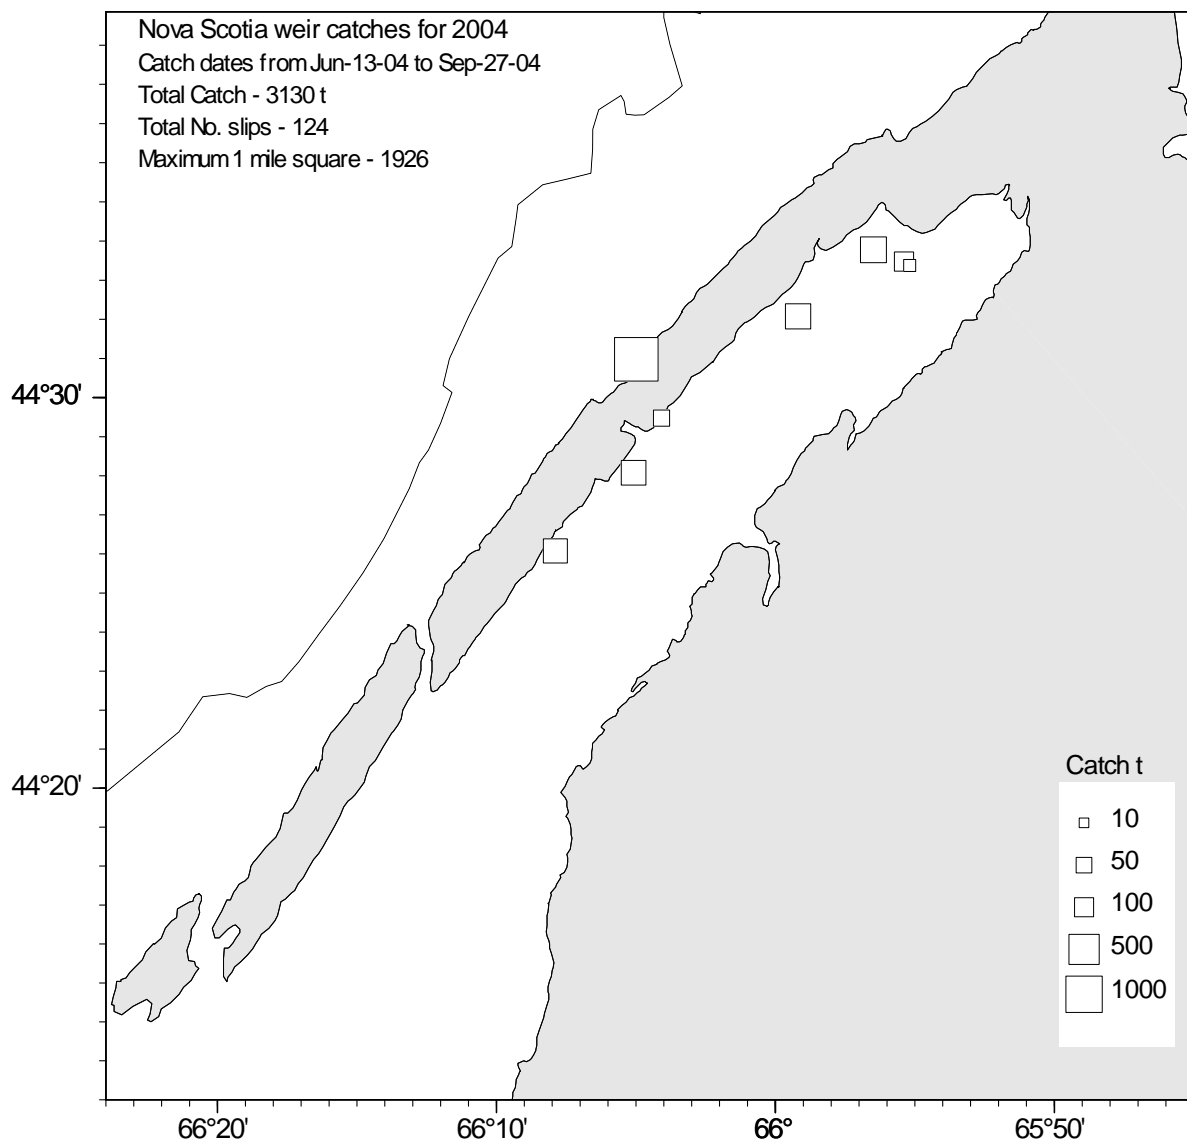 Nova Scotia weir catches for 2004
Catch dates from Jun-13-04 to Sep-27-04
Total Catch - 3130 t
Total No. slips - 124
Maximum 1 mile square - 1926
44°30'
44°20'
Catch t
10
50
100
500
1000
66°20'
66°10'
66°
65°50'